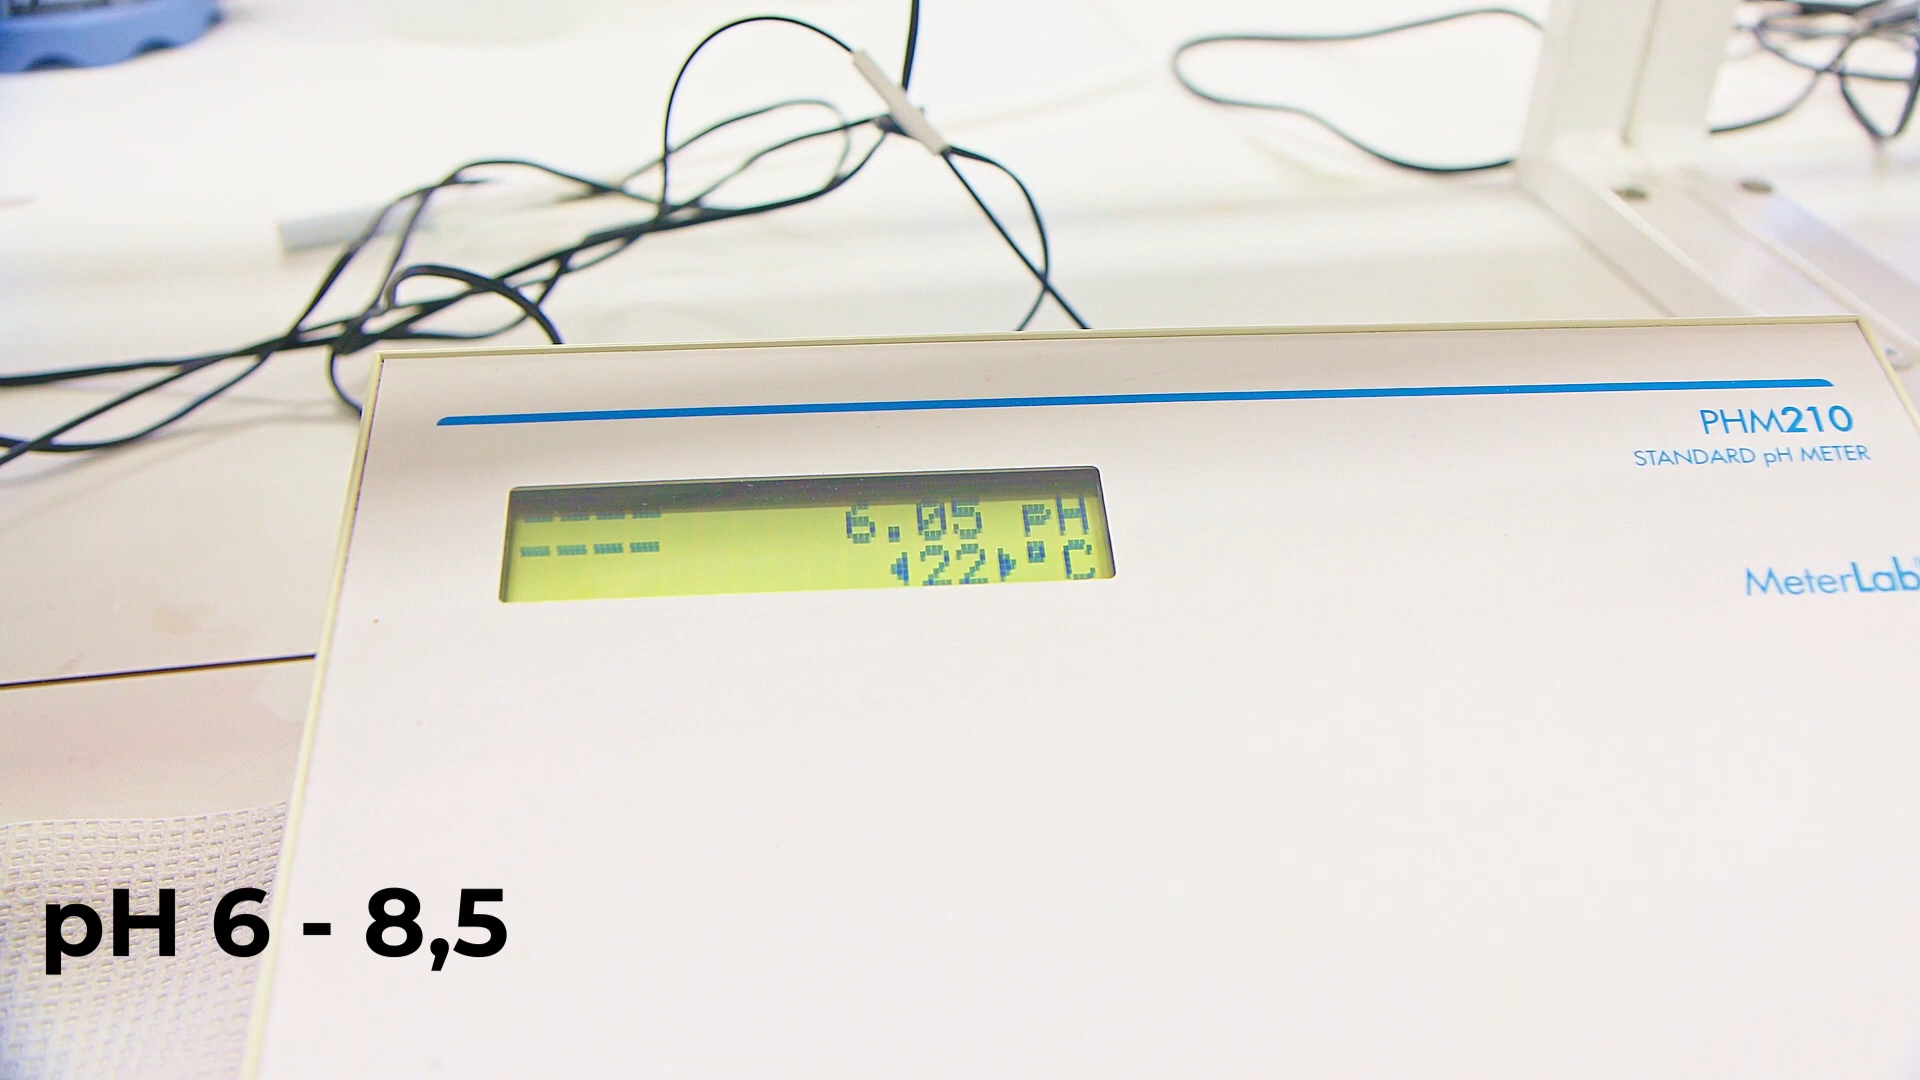 PHM210
STANDARD pH METER
---- 6.05 pH
---- ◂22▸°C
MeterLab
pH 6 - 8,5